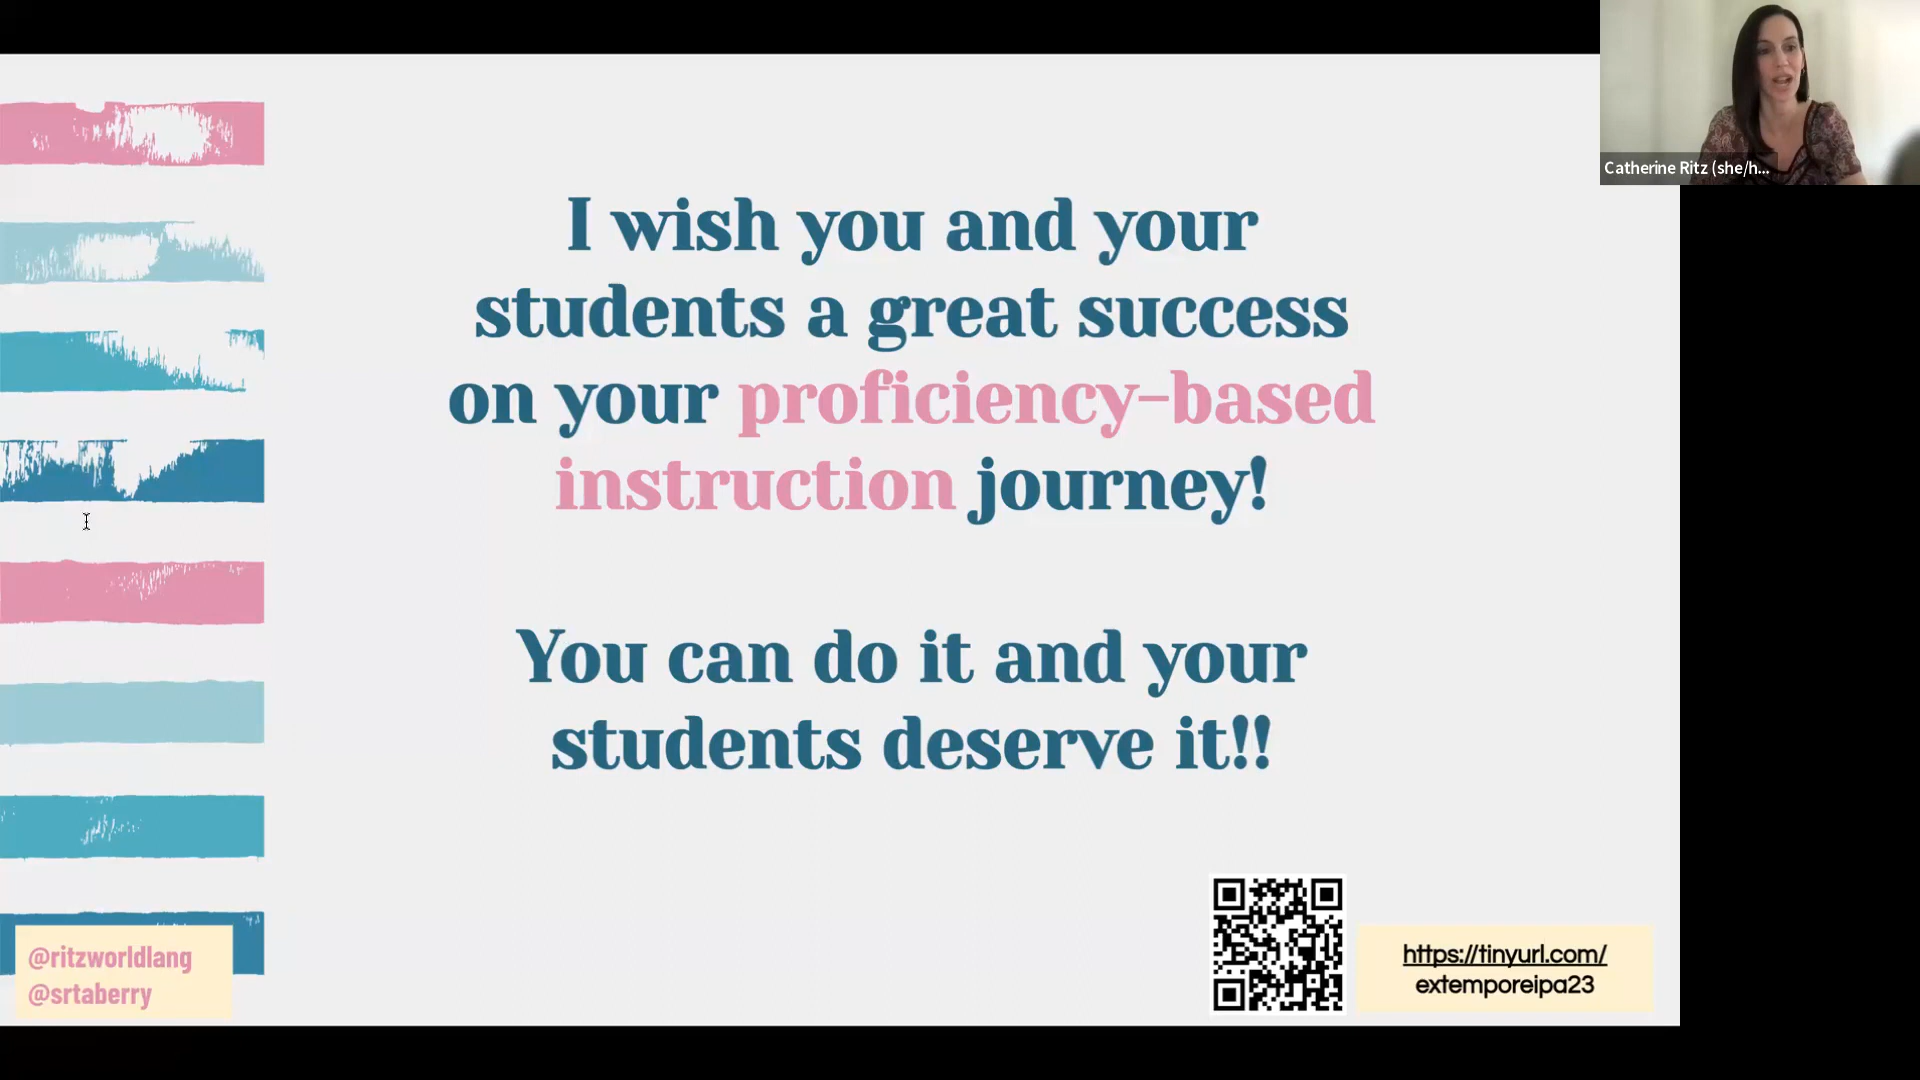 Catherine Ritz (she/h...
I wish you and your
students a great success
on your proficiency-based
instruction journey!
You can do it and your
students deserve it!!
@ritzworldlang
@srtaberry
https://tinyurl.com/
extemporeipa23